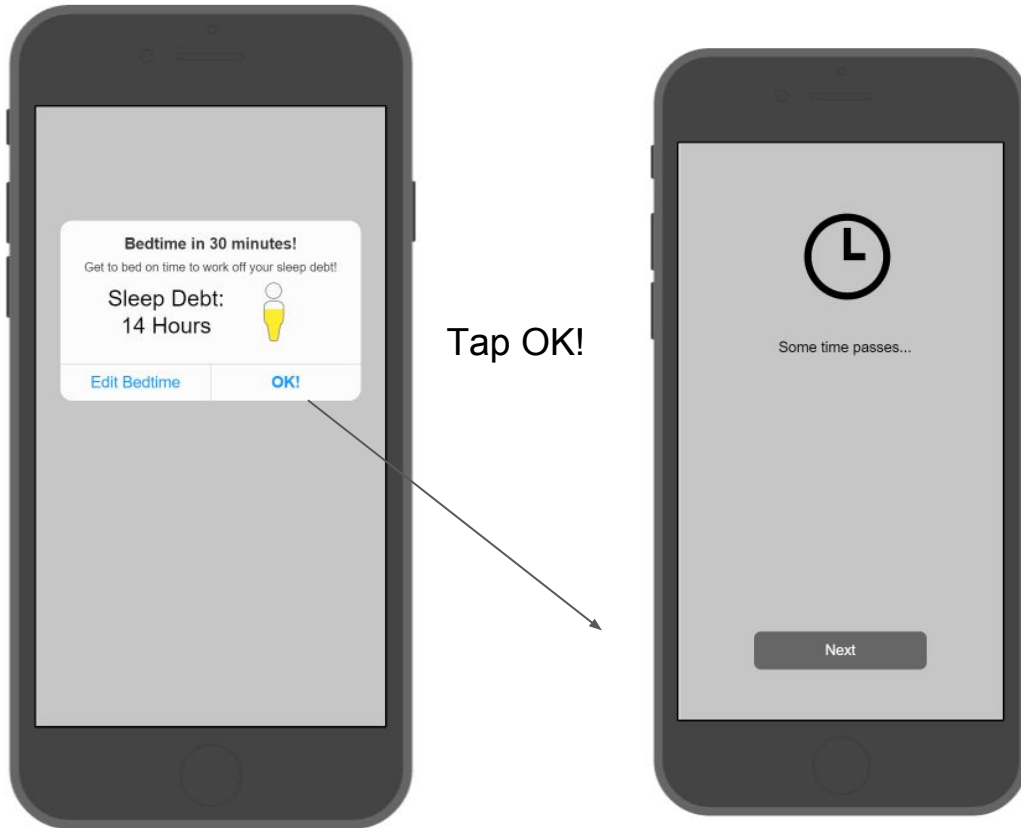 Bedtime in 30 minutes!
Get to bed on time to work off your sleep debt!
Sleep Debt:
14 Hours
Edit Bedtime
OK!
Tap OK!
Some time passes...
Next